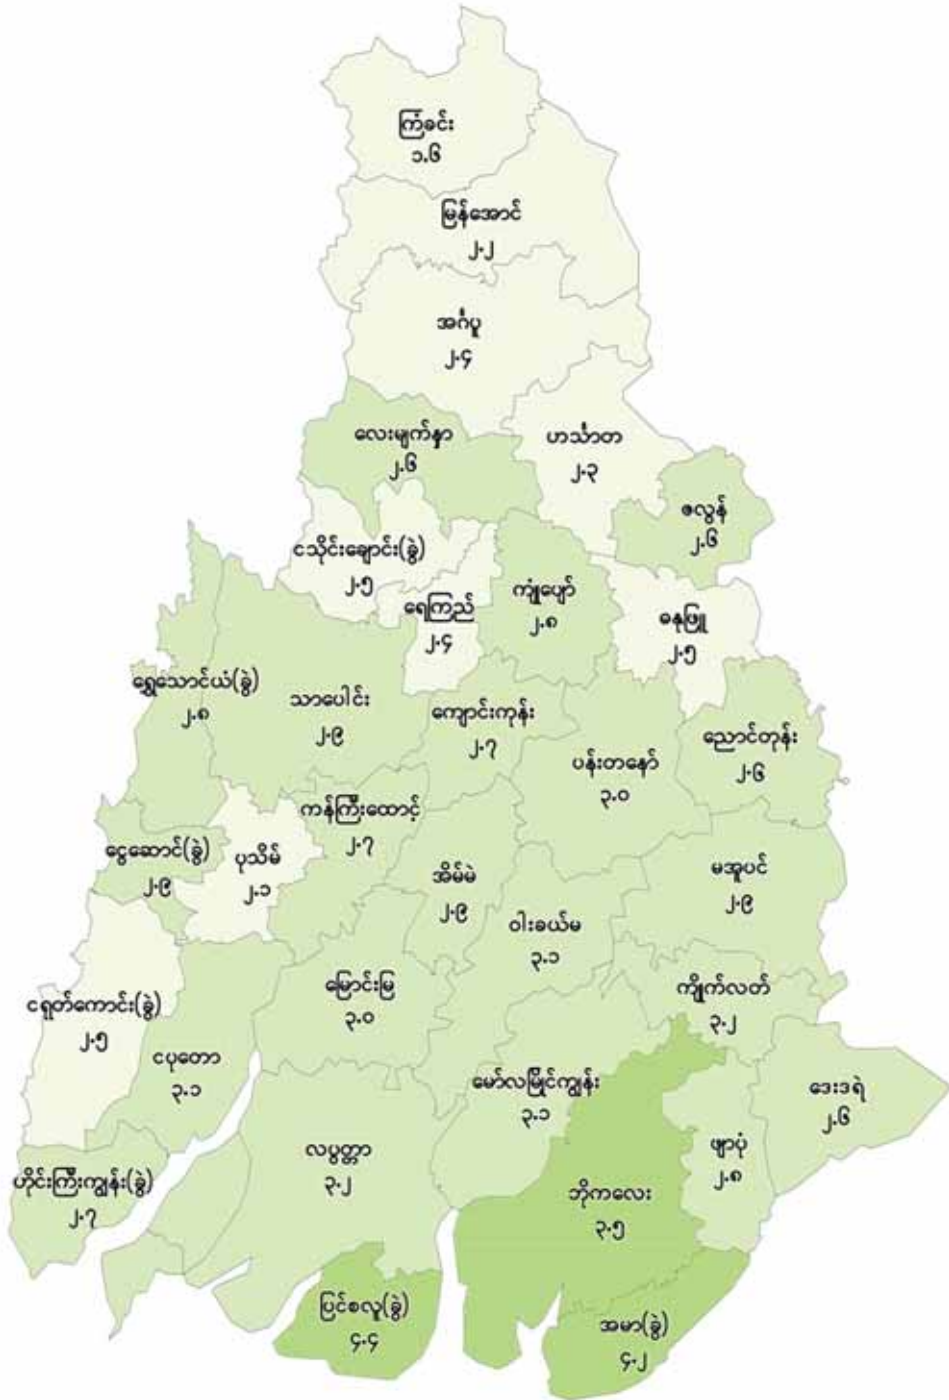 ကြံခင်း
၁.၆
မြန်အောင်
၂.၂
အင်္ဂပူ
၂.၄
လေးမျက်နှာ
၂.၆
ဟင်္သာတ
၂.၃
ဇလွန်
၂.၆
ငသိုင်းချောင်း(ခွဲ)
၂.၅
ရေကြည်
၂.၄
ကျုံပျော်
၂.၈
ဓနုဖြူ
၂.၅
ရွှေသောင်ယံ(ခွဲ)
၂.၈
သာပေါင်း
၂.၉
ကျောင်းကုန်း
၂.၇
ပန်းတနော်
၃.၀
ညောင်တုန်း
၂.၆
ကန်ကြီးထောင့်
၂.၇
ငွေဆောင်(ခွဲ)
၂.၉
ပုသိမ်
၂.၁
အိမ်မဲ
၂.၉
မအူပင်
၂.၉
ဝါးခယ်မ
၃.၁
ငရုတ်ကောင်း(ခွဲ)
၂.၅
မြောင်းမြ
၃.၀
ကျိုက်လတ်
၃.၂
ငပုတော
၃.၁
မော်လမြိုင်ကျွန်း
၃.၁
ဒေးဒရဲ
၂.၆
ဖျာပုံ
၂.၈
လပွတ္တာ
၃.၂
ဟိုင်းကြီးကျွန်း(ခွဲ)
၂.၇
ဘိုကလေး
၃.၅
ပြင်စလူ(ခွဲ)
၄.၄
အမာ(ခွဲ)
၄.၂